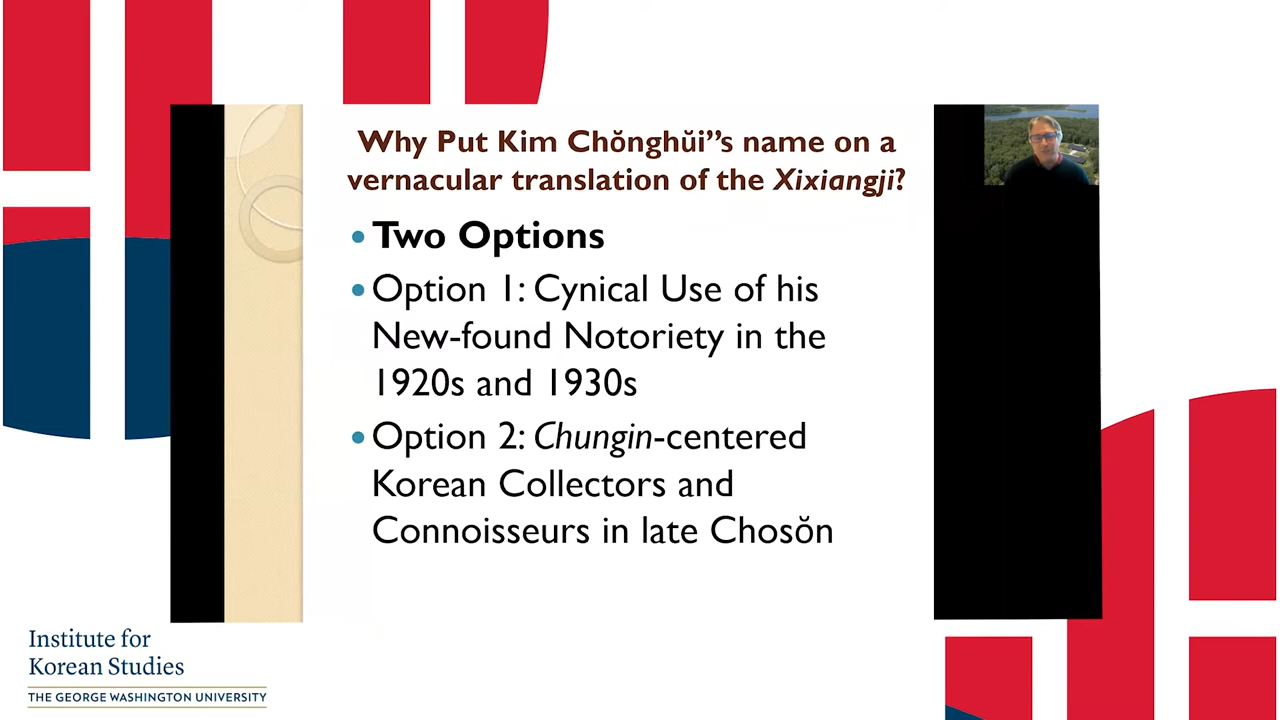 Why Put Kim Chŏnghŭi”s name on a
vernacular translation of the Xixiangji?
• Two Options
• Option 1: Cynical Use of his
New-found Notoriety in the
1920s and 1930s
• Option 2: Chungin-centered
Korean Collectors and
Connoisseurs in late Chosŏn
Institute for
Korean Studies
THE GEORGE WASHINGTON UNIVERSITY